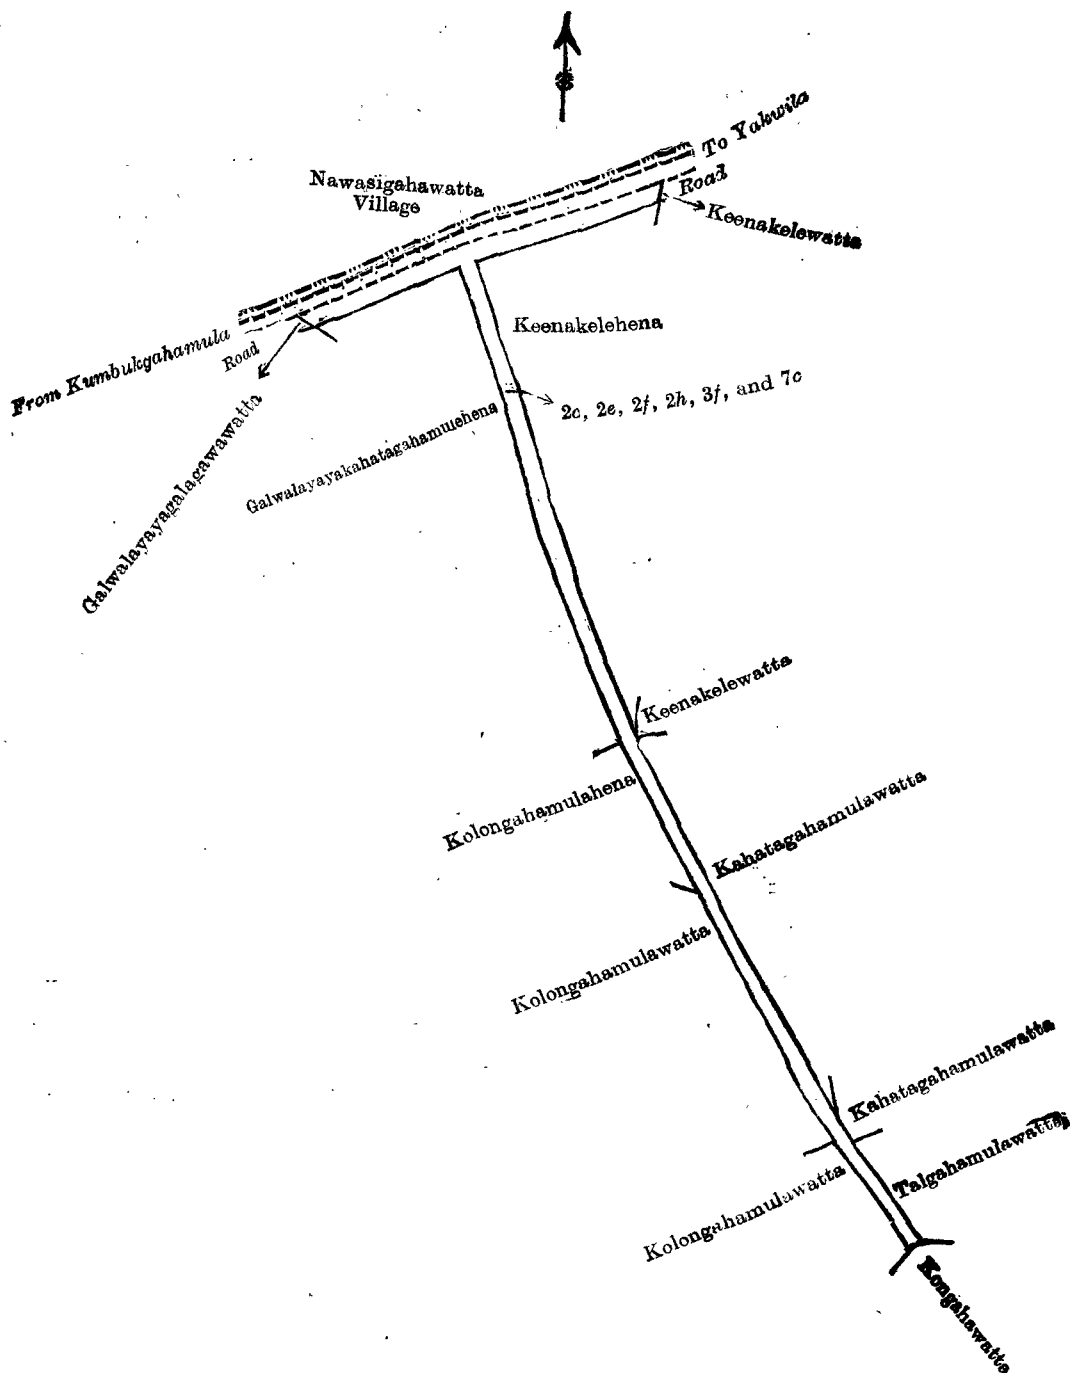 To Yakwila
Nawasigahawatta
Village
Road
Keenakelewatta
From Kumbukgahamula
Road
Keenakelehena
2c, 2e, 2f, 2h, 3f, and 7c
Galwalayayakahatagahamulehena
Galwalayayagalagawawatta
Keenakelewatta
Kolongahamulahena
Kahatagahamulawatta
Kolongahamulawatta
Kahatagahamulawatta
Talgahamulawatta
Kolongahamulawatta
Kongahawatta